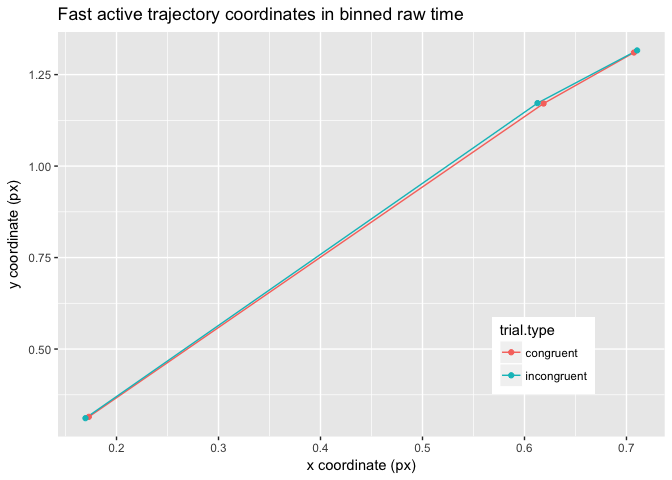 Fast active trajectory coordinates in binned raw time
y coordinate (px)
1.25
1.00
0.75
0.50
trial.type
congruent
incongruent
0.2 0.3 0.4 0.5 0.6 0.7
x coordinate (px)